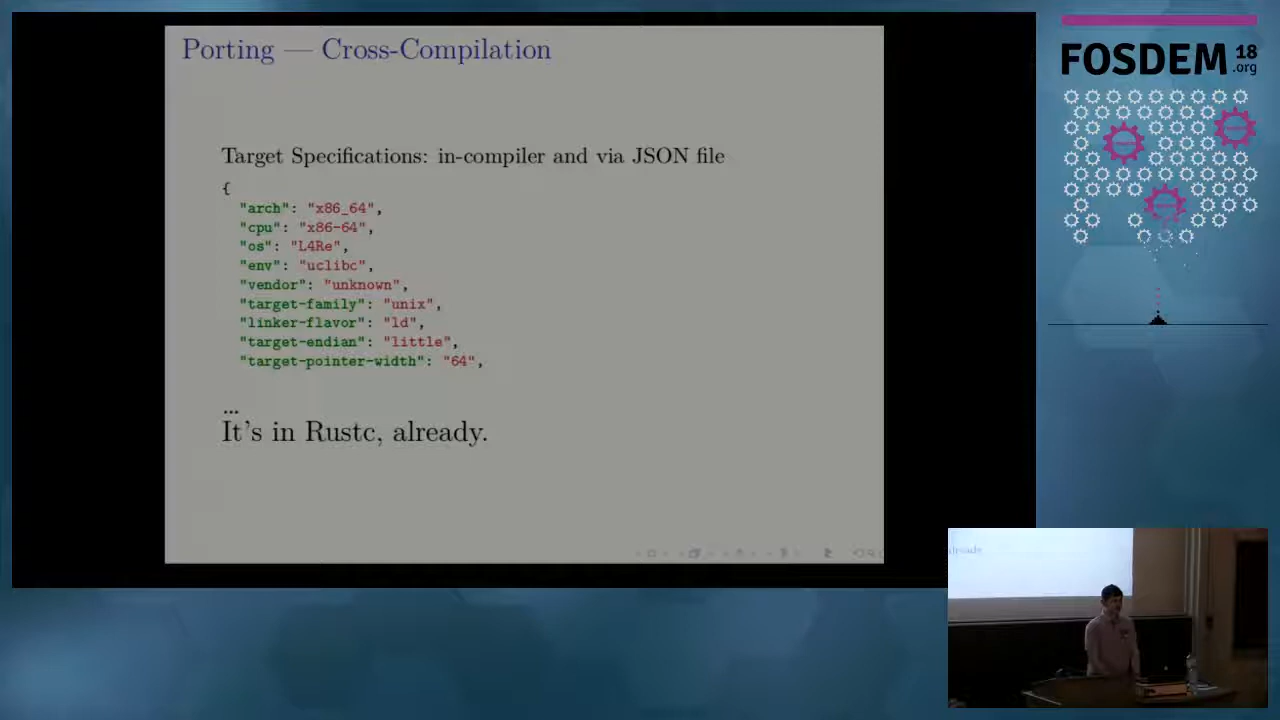 Porting — Cross-Compilation
FOSDEM 18
.org
Target Specifications: in-compiler and via JSON file
{
"arch": "x86_64",
"cpu": "x86-64",
"os": "L4Re",
"env": "uclibc",
"vendor": "unknown",
"target-family": "unix",
"linker-flavor": "ld",
"target-endian": "little",
"target-pointer-width": "64",
...
It's in Rustc, already.
already